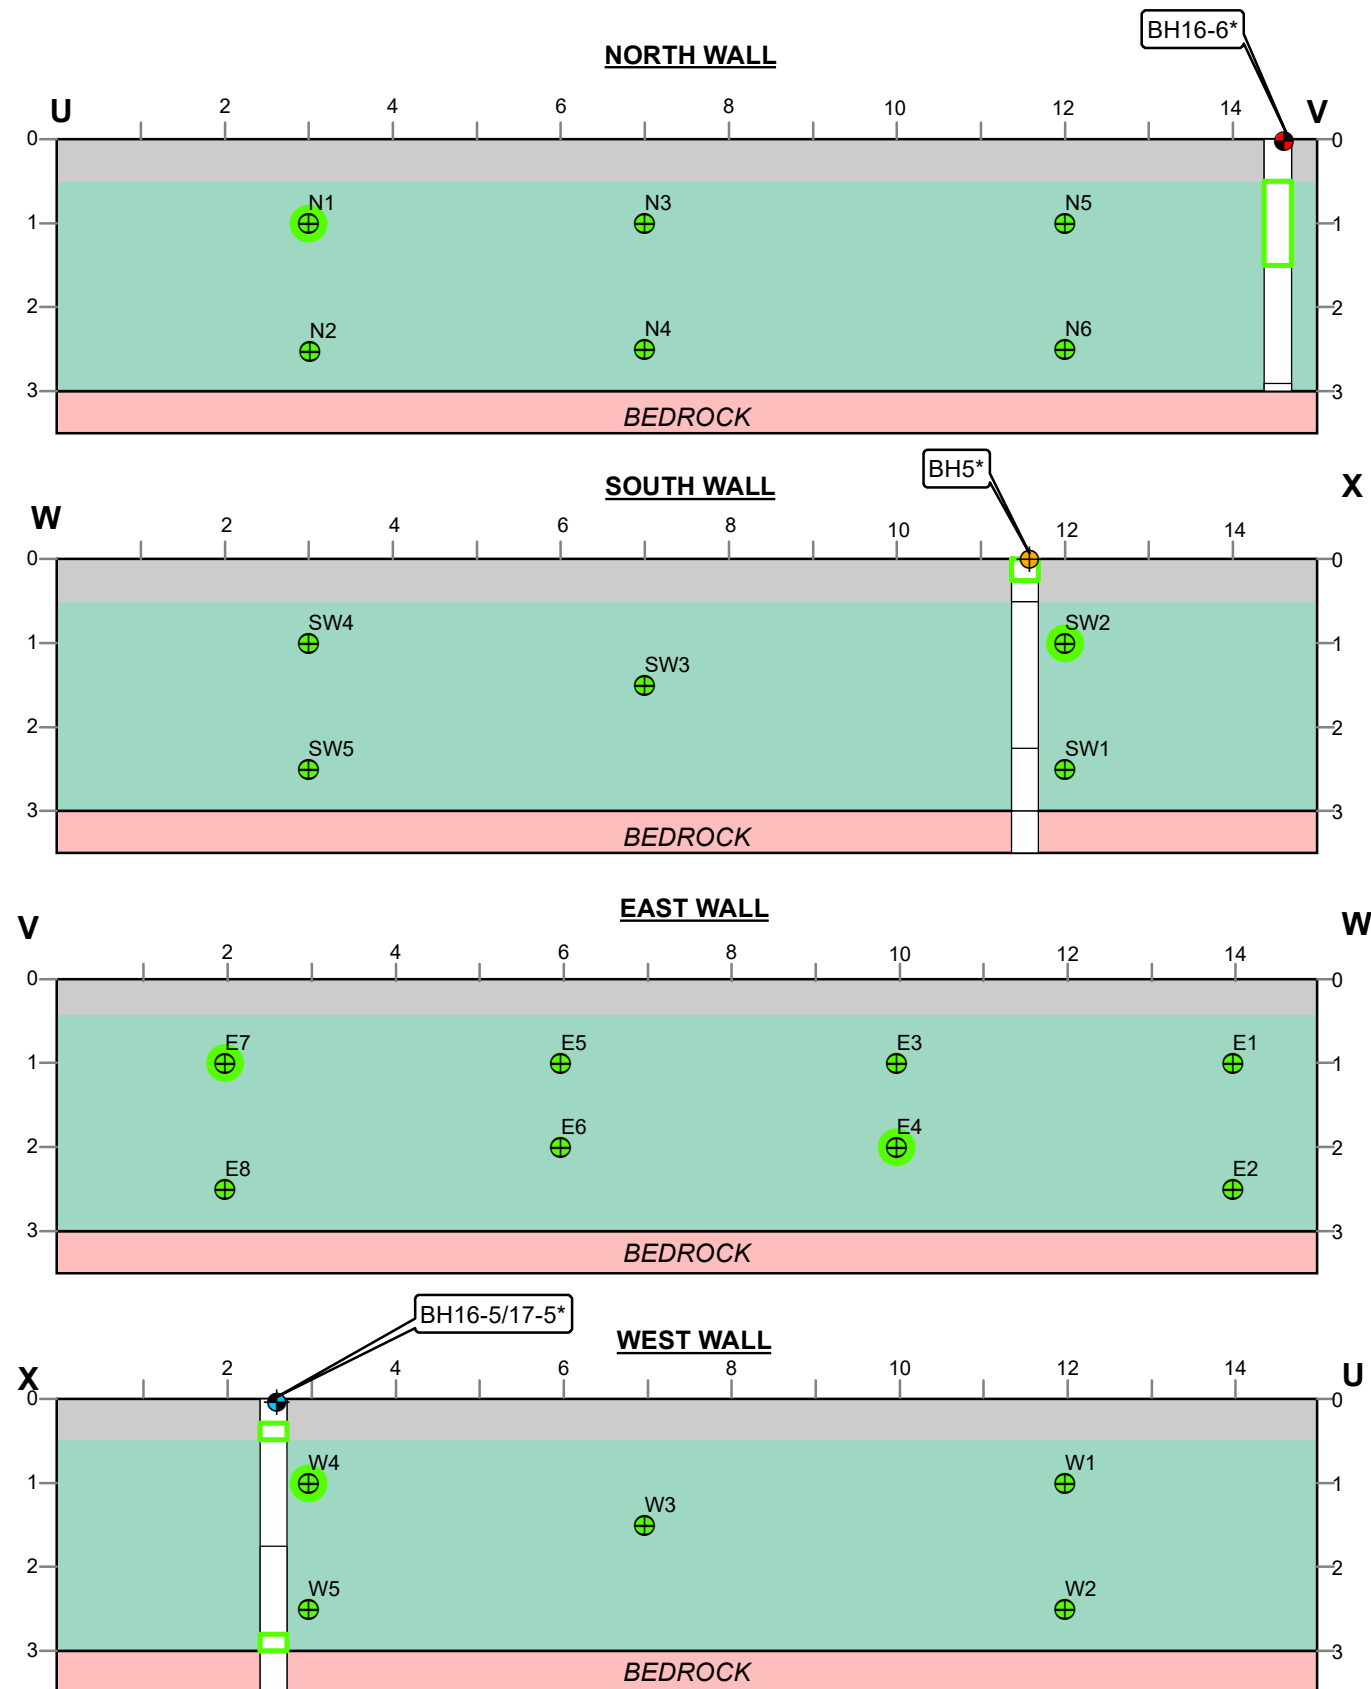 BH16-6*
NORTH WALL
U 2 4 6 8 10 12 14 V
0 0
N1 N3 N5
1 1
2 2
N2 N4 N6
3 3
BEDROCK
BH5*
SOUTH WALL
W 2 4 6 8 10 12 14 X
0 0
SW4 SW2
1 1
SW3
2 2
SW5 SW1
3 3
BEDROCK
EAST WALL
V 2 4 6 8 10 12 14 W
0 0
E7 E5 E3 E1
1 1
E6 E4
2 2
E8 E2
3 3
BEDROCK
BH16-5/17-5*
WEST WALL
X 2 4 6 8 10 12 14 U
0 0
W4 W1
1 1
W3
2 2
W5 W2
3 3
BEDROCK